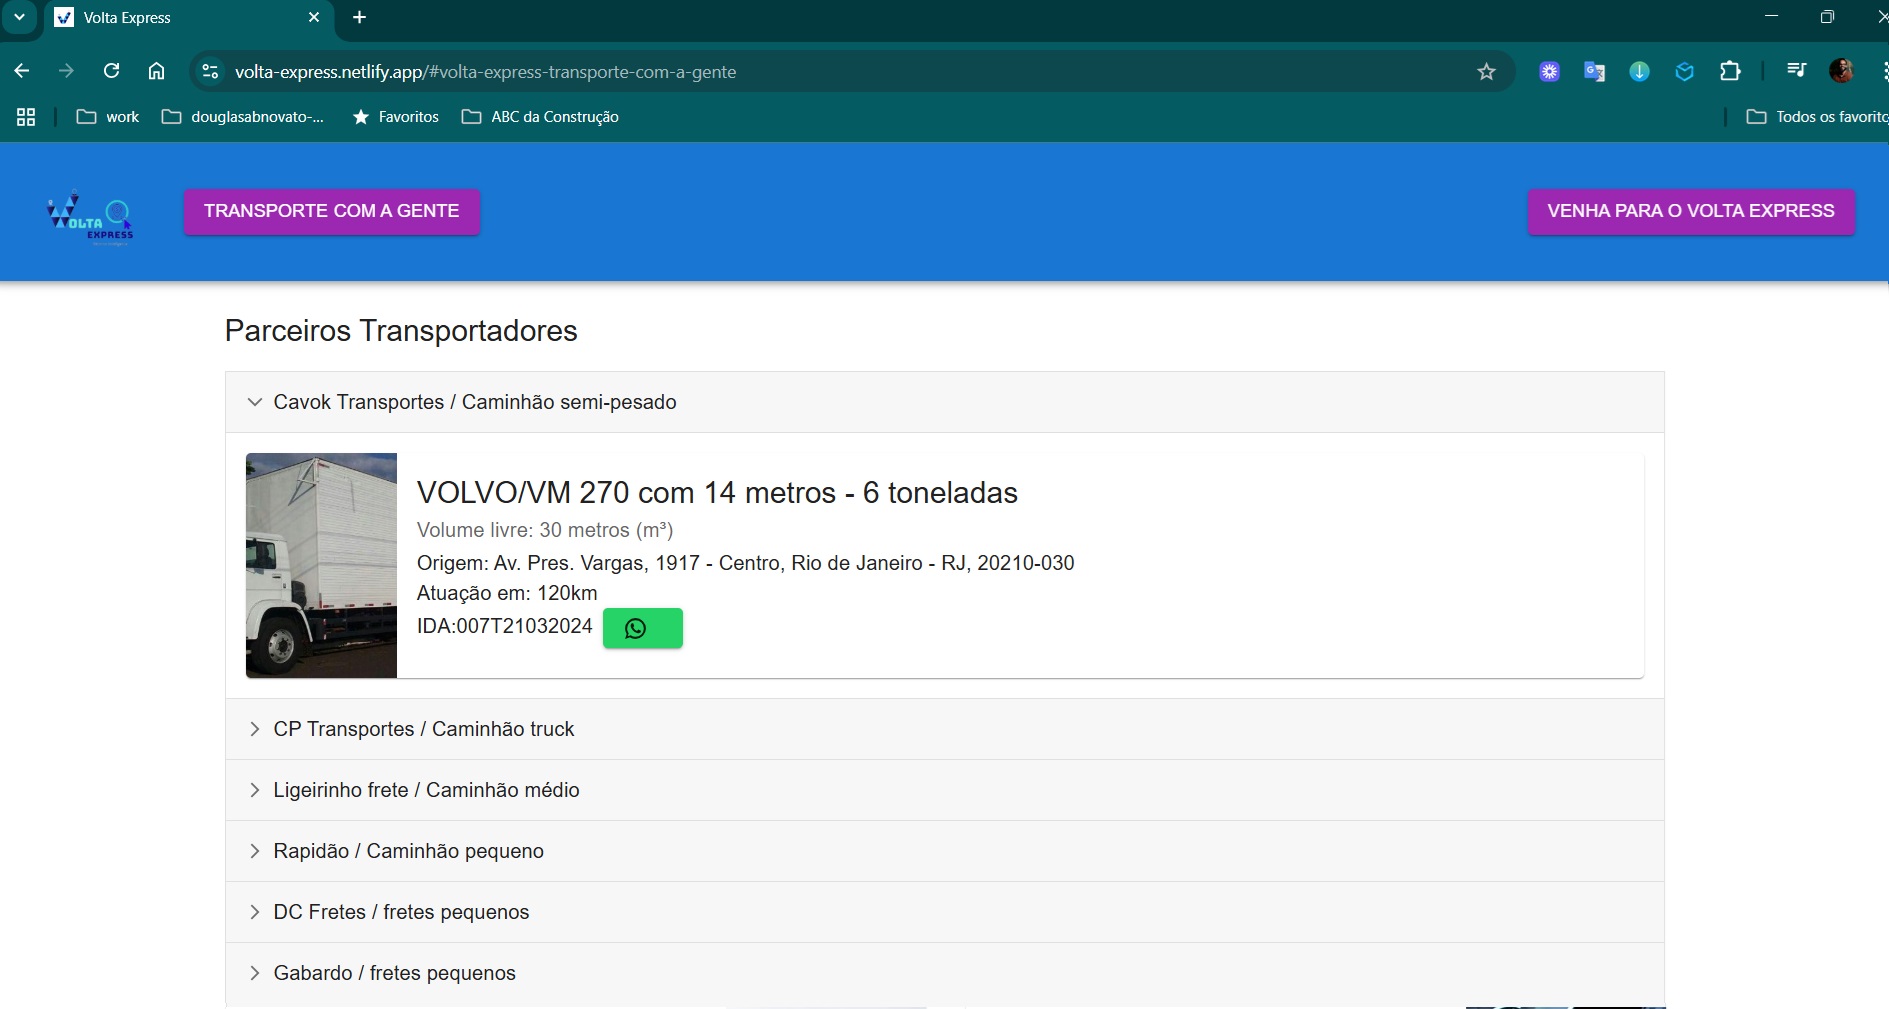 Volta Express
volta-express.netlify.app/#volta-express-transporte-com-a-gente
work
douglasabnovato-...
Favoritos
ABC da Construção
Todos os favorito
VOLTA
EXPRESS
TRANSPORTE COM A GENTE
VENHA PARA O VOLTA EXPRESS
Parceiros Transportadores
Cavok Transportes / Caminhão semi-pesado
VOLVO/VM 270 com 14 metros - 6 toneladas
Volume livre: 30 metros (m³)
Origem: Av. Pres. Vargas, 1917 - Centro, Rio de Janeiro - RJ, 20210-030
Atuação em: 120km
IDA:007T21032024
CP Transportes / Caminhão truck
Ligeirinho frete / Caminhão médio
Rapidão / Caminhão pequeno
DC Fretes / fretes pequenos
Gabardo / fretes pequenos